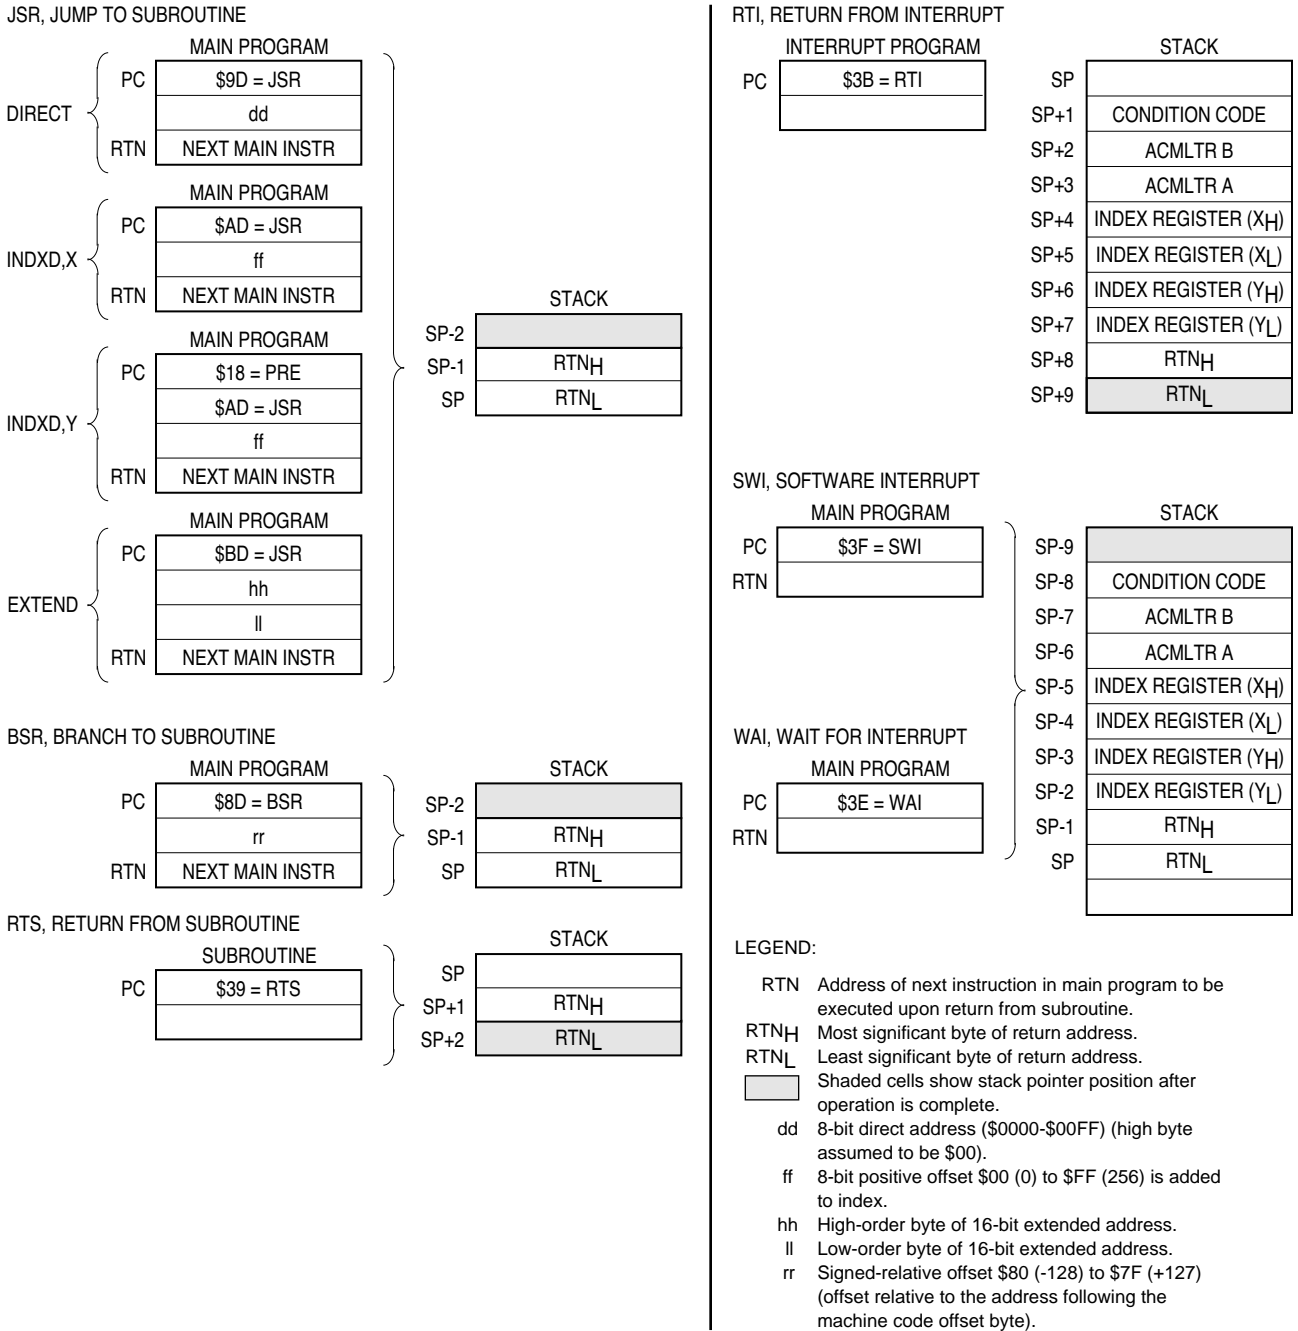 JSR, JUMP TO SUBROUTINE
MAIN PROGRAM
DIRECT
PC $9D = JSR
dd
RTN NEXT MAIN INSTR
MAIN PROGRAM
INDXD,X
PC $AD = JSR
ff
RTN NEXT MAIN INSTR
MAIN PROGRAM
INDXD,Y
PC $18 = PRE
$AD = JSR
ff
RTN NEXT MAIN INSTR
MAIN PROGRAM
EXTEND
PC $BD = JSR
hh
ll
RTN NEXT MAIN INSTR
STACK
SP-2
SP-1 RTNH
SP RTNL
BSR, BRANCH TO SUBROUTINE
MAIN PROGRAM
PC $8D = BSR
rr
RTN NEXT MAIN INSTR
STACK
SP-2
SP-1 RTNH
SP RTNL
RTS, RETURN FROM SUBROUTINE
SUBROUTINE
PC $39 = RTS
STACK
SP
SP+1 RTNH
SP+2 RTNL
RTI, RETURN FROM INTERRUPT
INTERRUPT PROGRAM
PC $3B = RTI
STACK
SP
SP+1 CONDITION CODE
SP+2 ACMLTR B
SP+3 ACMLTR A
SP+4 INDEX REGISTER (XH)
SP+5 INDEX REGISTER (XL)
SP+6 INDEX REGISTER (YH)
SP+7 INDEX REGISTER (YL)
SP+8 RTNH
SP+9 RTNL
SWI, SOFTWARE INTERRUPT
MAIN PROGRAM
PC $3F = SWI
RTN
WAI, WAIT FOR INTERRUPT
MAIN PROGRAM
PC $3E = WAI
RTN
STACK
SP-9
SP-8 CONDITION CODE
SP-7 ACMLTR B
SP-6 ACMLTR A
SP-5 INDEX REGISTER (XH)
SP-4 INDEX REGISTER (XL)
SP-3 INDEX REGISTER (YH)
SP-2 INDEX REGISTER (YL)
SP-1 RTNH
SP RTNL
LEGEND:
RTN Address of next instruction in main program to be
executed upon return from subroutine.
RTNH Most significant byte of return address.
RTNL Least significant byte of return address.
Shaded cells show stack pointer position after
operation is complete.
dd 8-bit direct address ($0000-$00FF) (high byte
assumed to be $00).
ff 8-bit positive offset $00 (0) to $FF (256) is added
to index.
hh High-order byte of 16-bit extended address.
ll Low-order byte of 16-bit extended address.
rr Signed-relative offset $80 (-128) to $7F (+127)
(offset relative to the address following the
machine code offset byte).